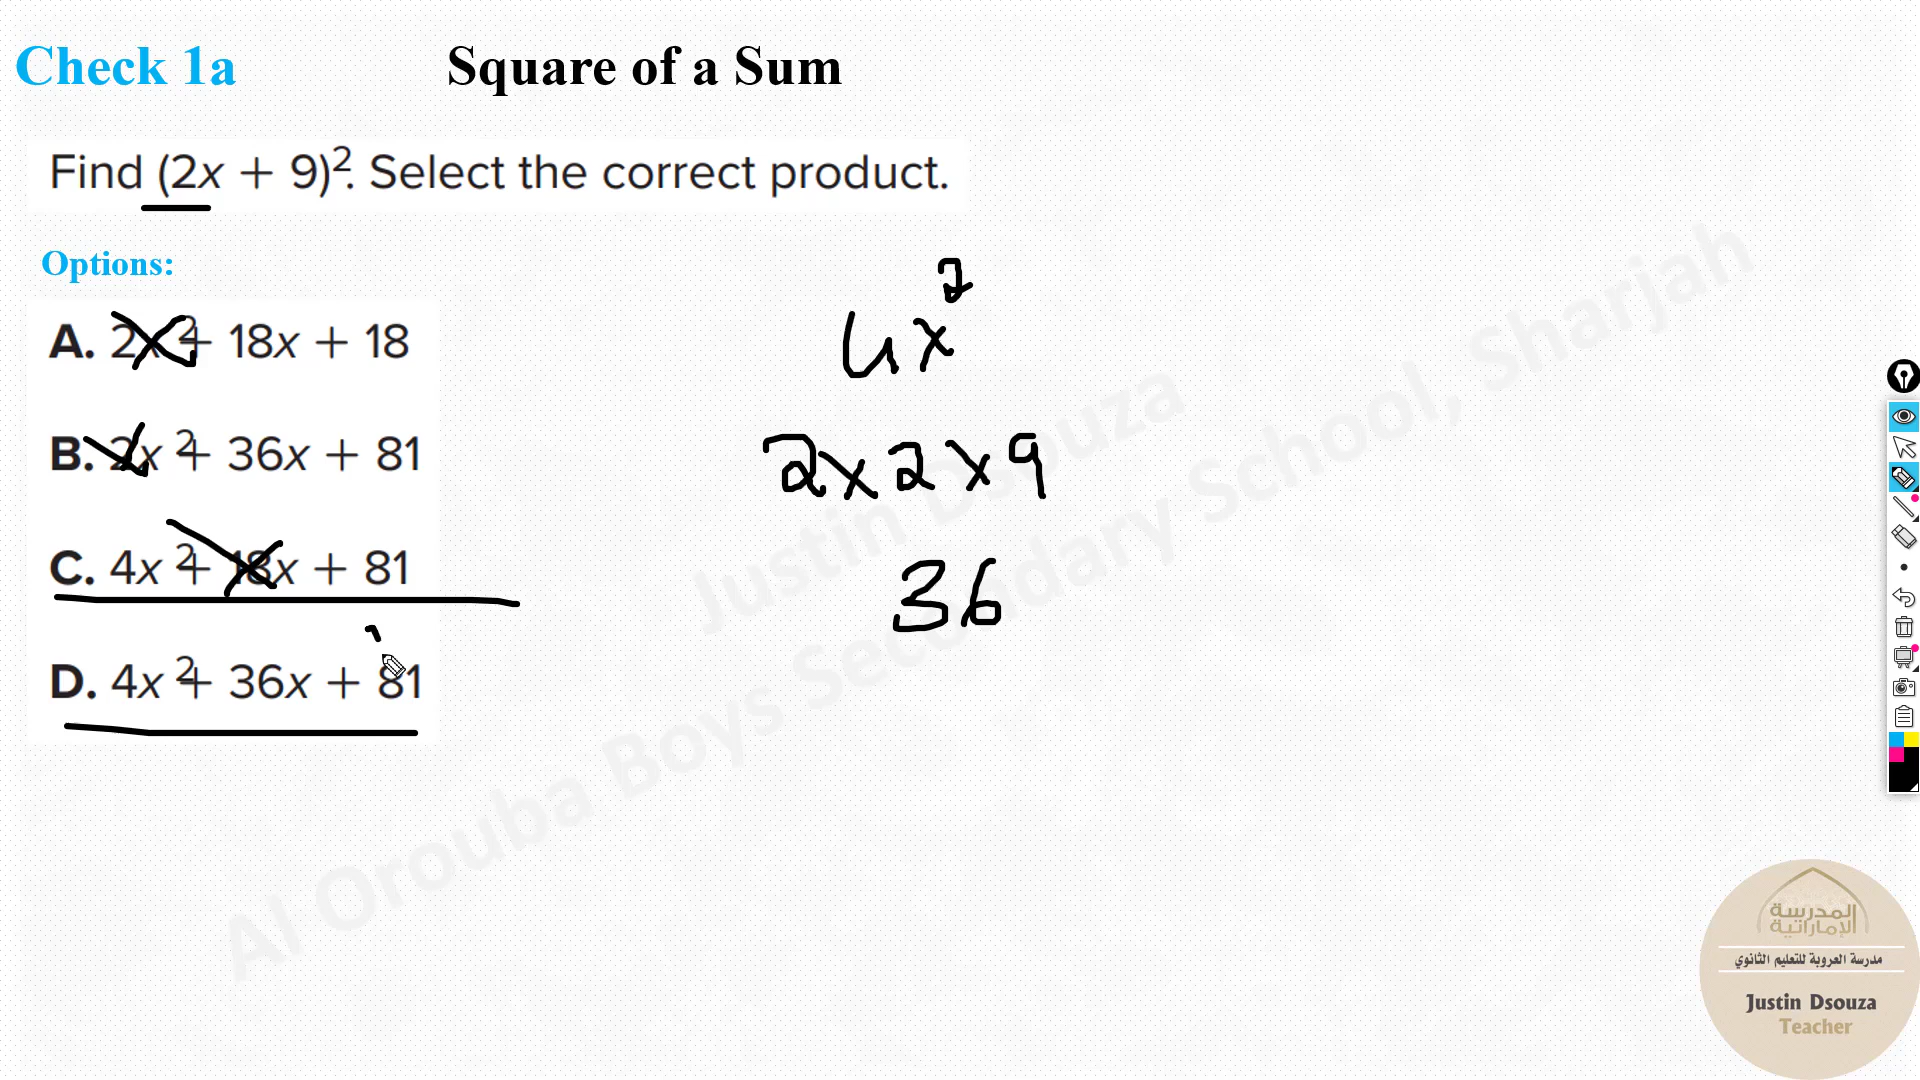 Check 1a
Square of a Sum
Find (2x + 9)². Select the correct product.
Options:
A. 2x² + 18x + 18
B. 2x² + 36x + 81
C. 4x² + 18x + 81
D. 4x² + 36x + 81
4x²
2x2x9
36
Justin Dsouza
Al Orouba Boys Secondary School, Sharjah
المدرسة
الإماراتية
مدرسة العروبة للتعليم الثانوي
Justin Dsouza
Teacher